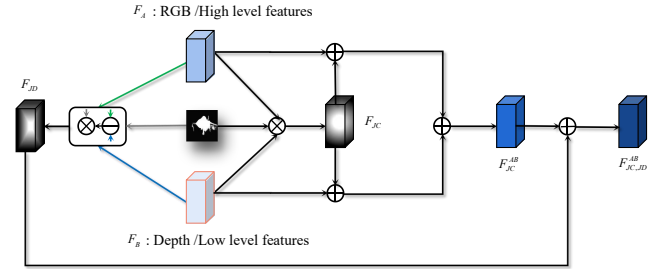 F_A : RGB /High level features
F_JD
F_JC
F_JC^AB
F_JC,JD^AB
F_B : Depth /Low level features